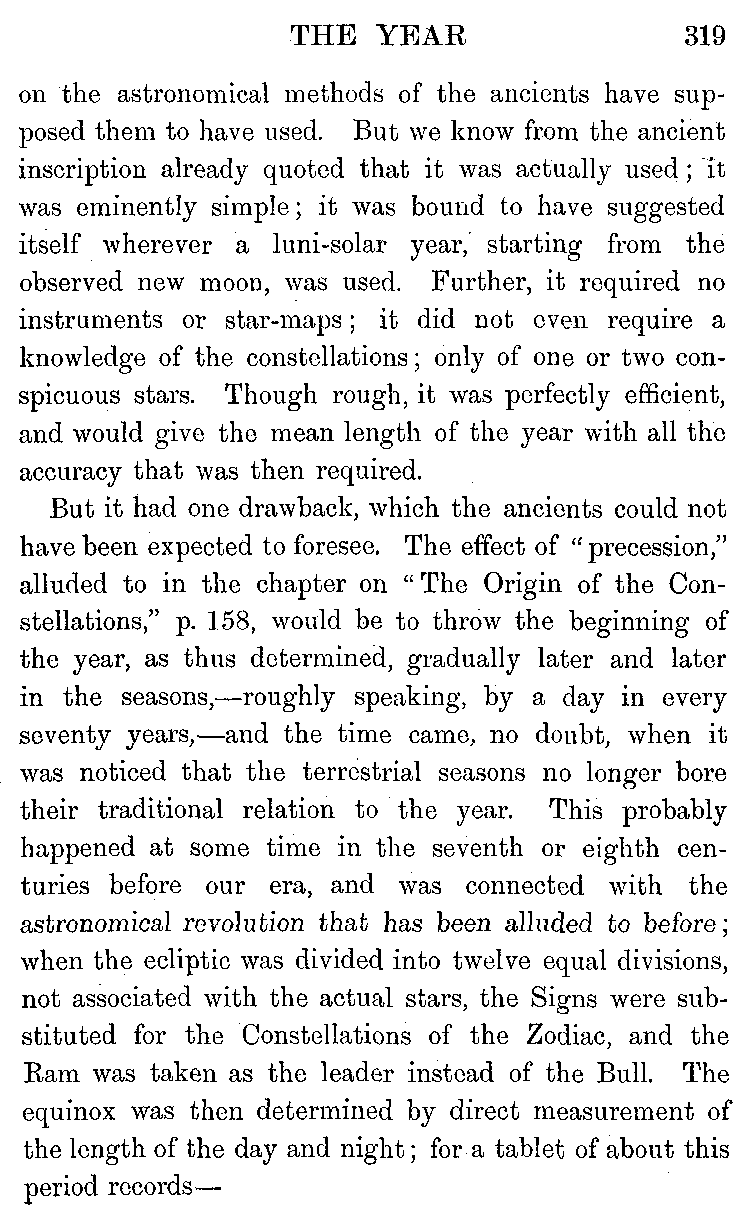 THE YEAR 319
on the astronomical methods of the ancients have sup-
posed them to have used. But we know from the ancient
inscription already quoted that it was actually used; it
was eminently simple; it was bound to have suggested
itself wherever a luni-solar year, starting from the
observed new moon, was used. Further, it required no
instruments or star-maps; it did not even require a
knowledge of the constellations; only of one or two con-
spicuous stars. Though rough, it was perfectly efficient,
and would give the mean length of the year with all the
accuracy that was then required.
But it had one drawback, which the ancients could not
have been expected to foresee. The effect of "precession,"
alluded to in the chapter on "The Origin of the Con-
stellations," p. 158, would be to throw the beginning of
the year, as thus determined, gradually later and later
in the seasons,—roughly speaking, by a day in every
seventy years,—and the time came, no doubt, when it
was noticed that the terrestrial seasons no longer bore
their traditional relation to the year. This probably
happened at some time in the seventh or eighth cen-
turies before our era, and was connected with the
astronomical revolution that has been alluded to before;
when the ecliptic was divided into twelve equal divisions,
not associated with the actual stars, the Signs were sub-
stituted for the Constellations of the Zodiac, and the
Ram was taken as the leader instead of the Bull. The
equinox was then determined by direct measurement of
the length of the day and night; for a tablet of about this
period records—